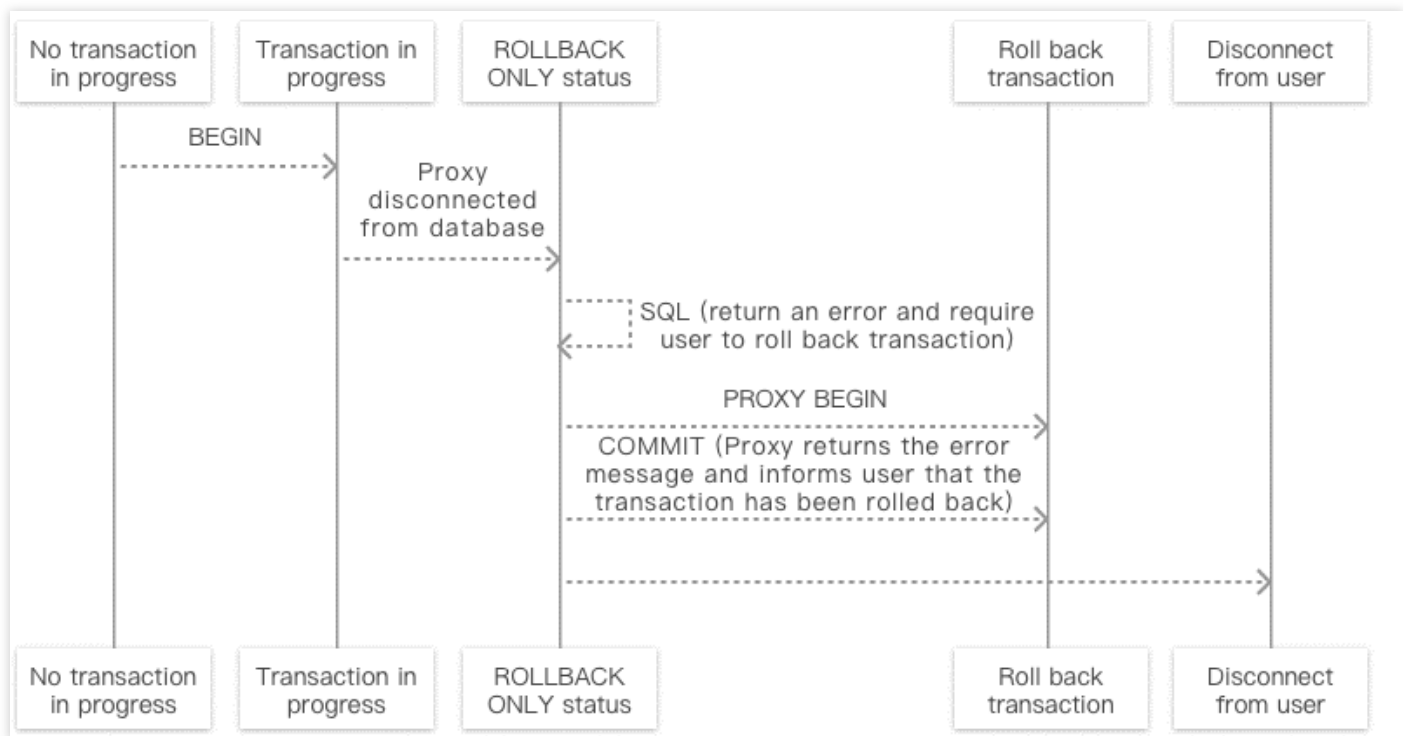 No transaction
in progress
Transaction in
progress
ROLLBACK
ONLY status
Roll back
transaction
Disconnect
from user
BEGIN
Proxy
disconnected
from database
SQL (return an error and require
user to roll back transaction)
PROXY BEGIN
COMMIT (Proxy returns the error
message and informs user that the
transaction has been rolled back)
No transaction
in progress
Transaction in
progress
ROLLBACK
ONLY status
Roll back
transaction
Disconnect
from user